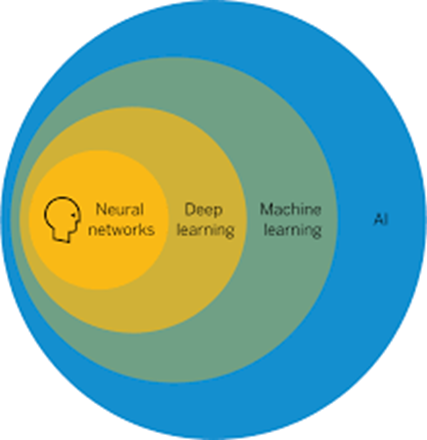 Neural
networks
Deep
learning
Machine
learning
AI